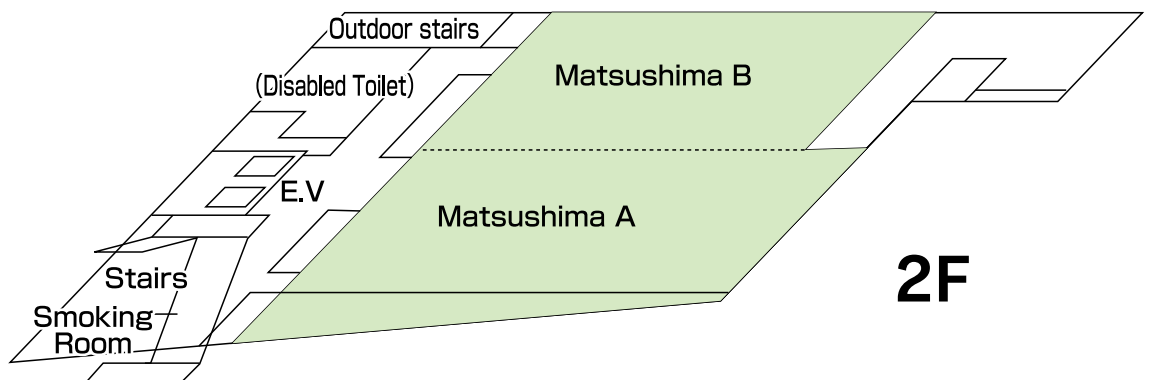 Outdoor stairs
(Disabled Toilet)
Matsushima B
E.V
Matsushima A
Stairs
2F
Smoking
Room